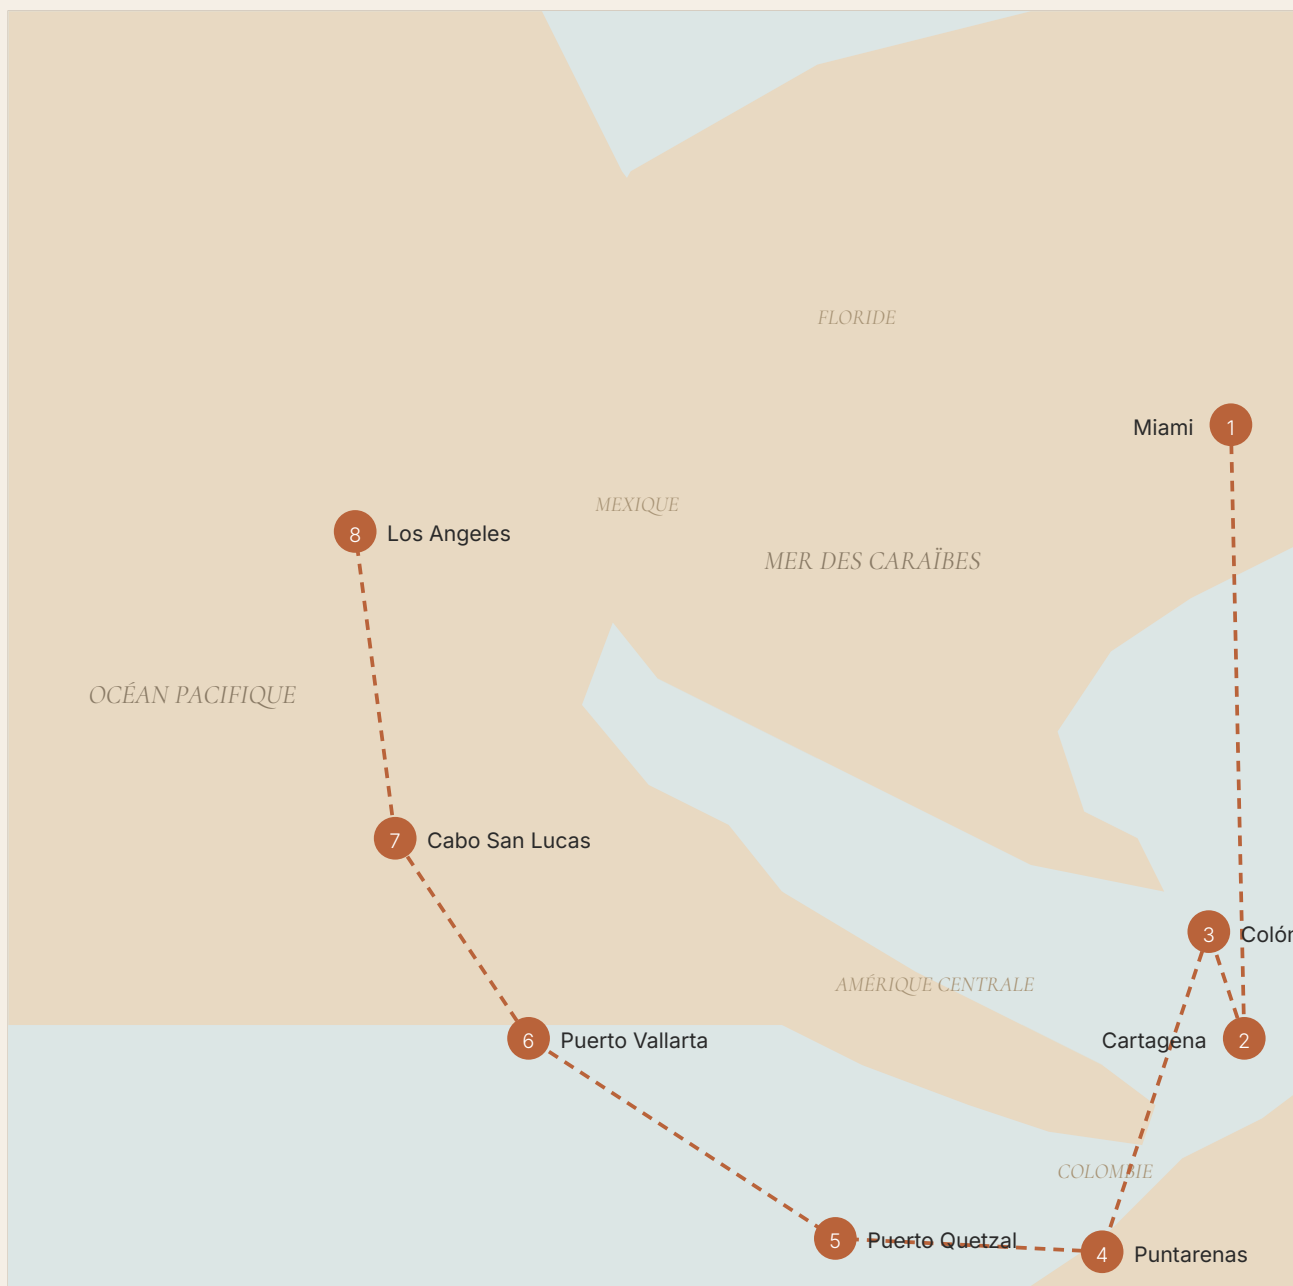 FLORIDE
Miami
1
MEXIQUE
8
Los Angeles
MER DES CARAÏBES
OCÉAN PACIFIQUE
7
Cabo San Lucas
3
Colór
AMÉRIQUE CENTRALE
6
Puerto Vallarta
Cartagena
2
COLOMBIE
5
Puerto Quetzal
4
Puntarenas